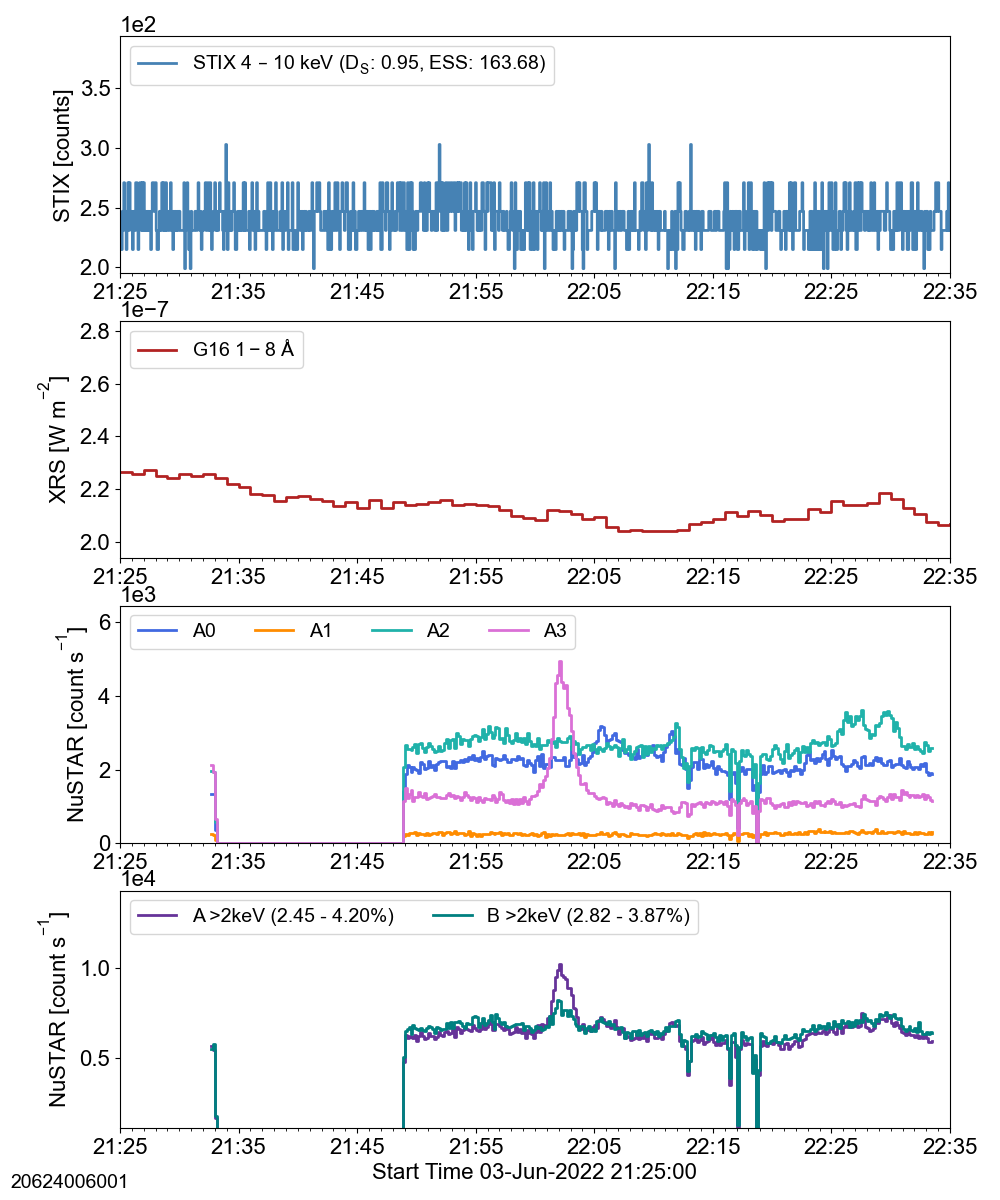 1e2
STIX [counts]
3.5
3.0
2.5
2.0
STIX 4 – 10 keV (D_S: 0.95, ESS: 163.68)
21:25 21:35 21:45 21:55 22:05 22:15 22:25 22:35
1e−7
XRS [W m⁻²]
2.8
2.6
2.4
2.2
2.0
G16 1 – 8 Å
21:25 21:35 21:45 21:55 22:05 22:15 22:25 22:35
1e3
NuSTAR [count s⁻¹]
6
4
2
0
A0 A1 A2 A3
21:25 21:35 21:45 21:55 22:05 22:15 22:25 22:35
1e4
NuSTAR [count s⁻¹]
1.0
0.5
A >2keV (2.45 - 4.20%) B >2keV (2.82 - 3.87%)
21:25 21:35 21:45 21:55 22:05 22:15 22:25 22:35
Start Time 03-Jun-2022 21:25:00
20624006001